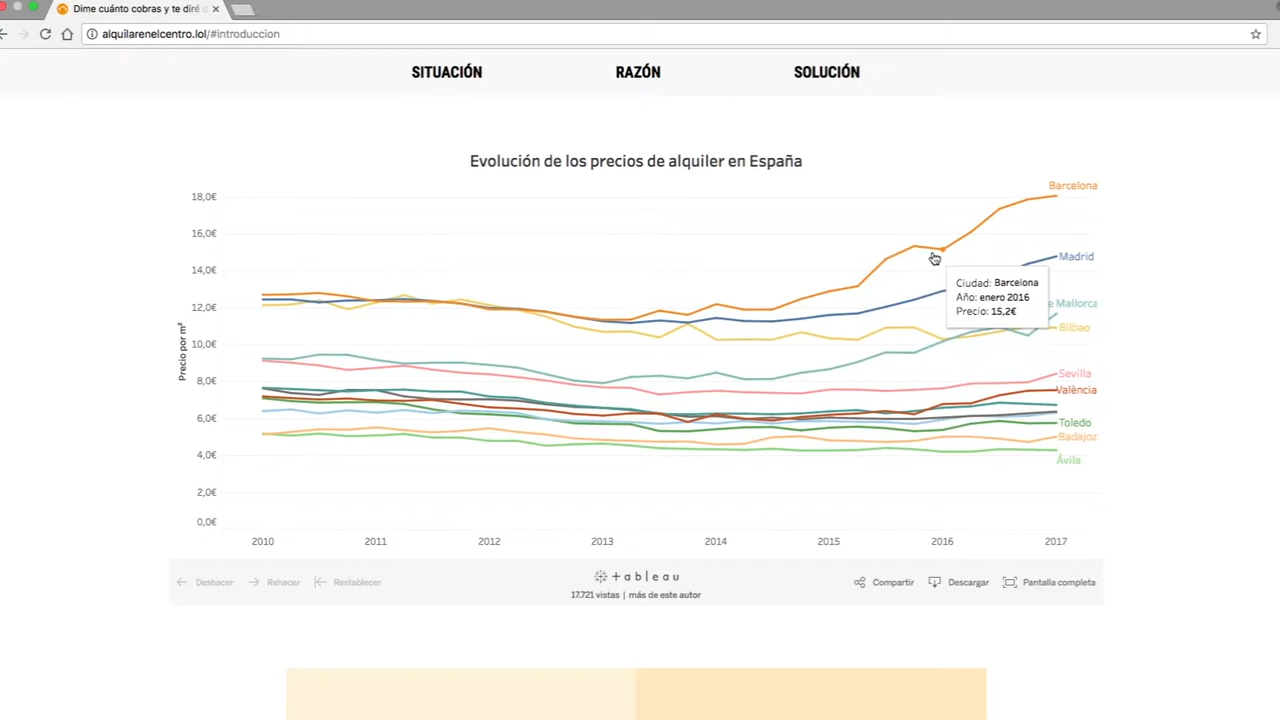 Dime cuánto cobras y te diré
alquilarenelcentro.lol/#introduccion
SITUACIÓN
RAZÓN
SOLUCIÓN
Evolución de los precios de alquiler en España
Precio por m²
18,0€
16,0€
14,0€
12,0€
10,0€
8,0€
6,0€
4,0€
2,0€
0,0€
Barcelona
Madrid
Ciudad: Barcelona
Año: enero 2016
Precio: 15,2€
e Mallorca
Bilbao
Sevilla
València
Toledo
Badajoz
Ávila
2010
2011
2012
2013
2014
2015
2016
2017
Deshacer
Rehacer
Restablecer
+ableau
17.721 vistas | más de este autor
Compartir
Descargar
Pantalla completa